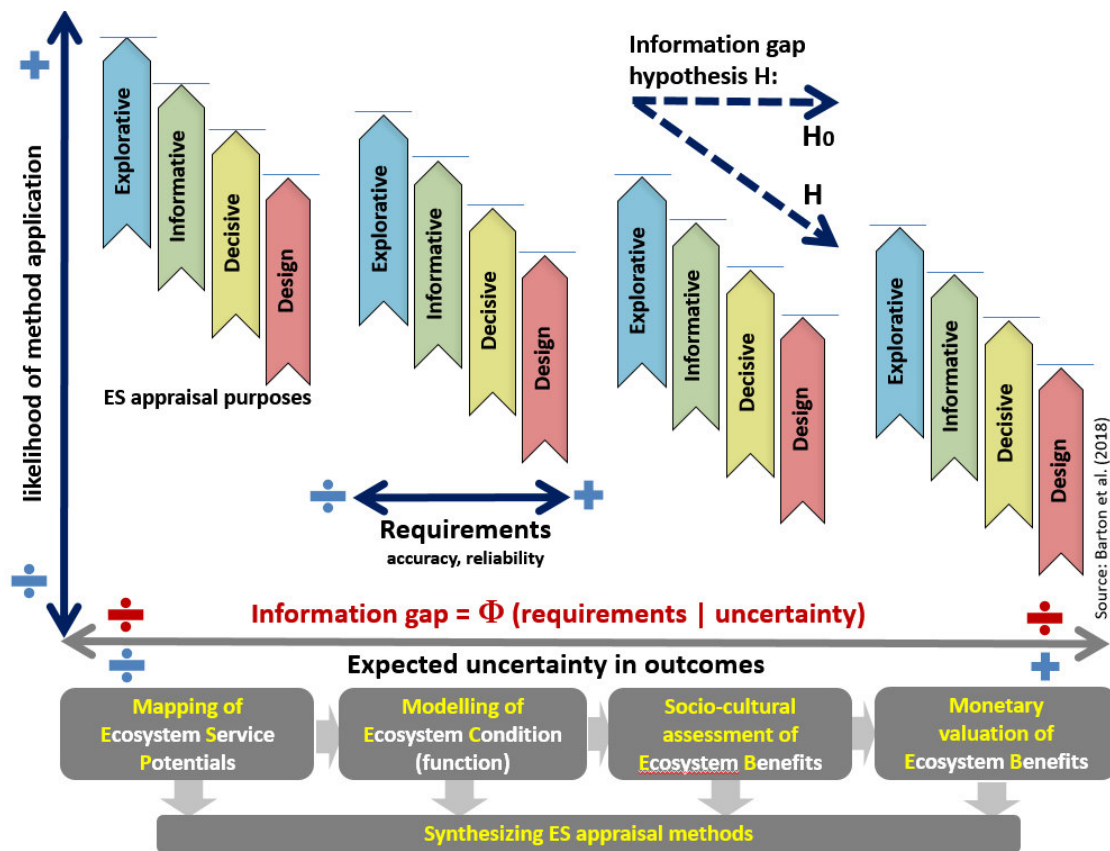 likelihood of method application
+
÷
Explorative
Informative
Decisive
Design
ES appraisal purposes
Explorative
Informative
Decisive
Design
÷
+
Requirements
accuracy, reliability
Information gap
hypothesis H:
H₀
H
Explorative
Informative
Decisive
Design
Explorative
Informative
Decisive
Design
Source: Barton et al. (2018)
÷
Information gap = Φ (requirements | uncertainty)
÷
÷
Expected uncertainty in outcomes
+
Mapping of
Ecosystem Service
Potentials
Modelling of
Ecosystem Condition
(function)
Socio-cultural
assessment of
Ecosystem Benefits
Monetary
valuation of
Ecosystem Benefits
Synthesizing ES appraisal methods